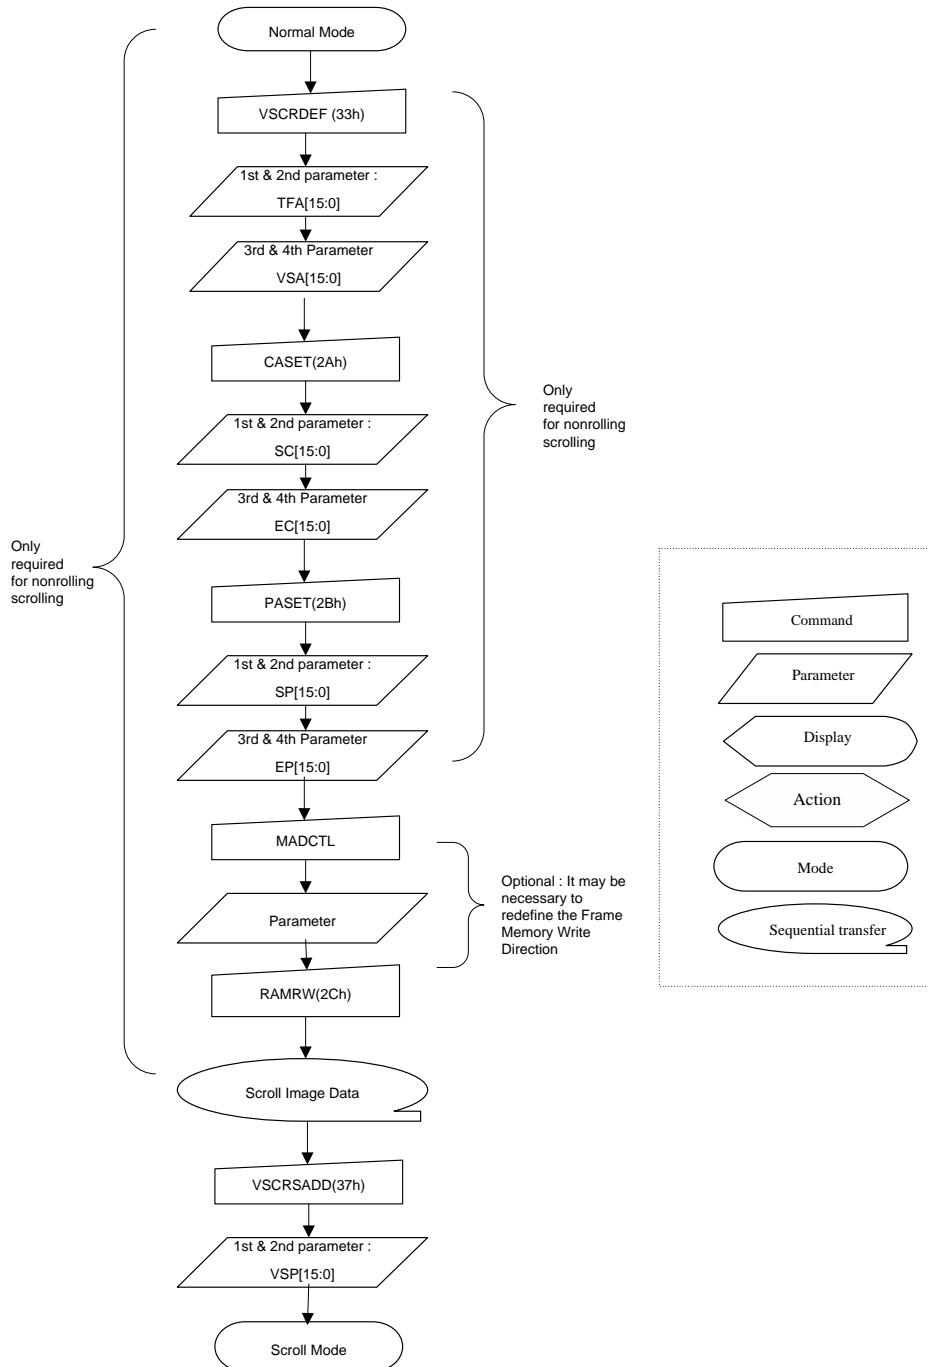 Normal Mode
VSCRDEF (33h)
1st & 2nd parameter :
TFA[15:0]
3rd & 4th Parameter
VSA[15:0]
CASET(2Ah)
1st & 2nd parameter :
SC[15:0]
3rd & 4th Parameter
EC[15:0]
PASET(2Bh)
1st & 2nd parameter :
SP[15:0]
3rd & 4th Parameter
EP[15:0]
MADCTL
Parameter
RAMRW(2Ch)
Scroll Image Data
VSCRSADD(37h)
1st & 2nd parameter :
VSP[15:0]
Scroll Mode
Only
required
for nonrolling
scrolling
Only
required
for nonrolling
scrolling
Optional : It may be
necessary to
redefine the Frame
Memory Write
Direction
Command
Parameter
Display
Action
Mode
Sequential transfer